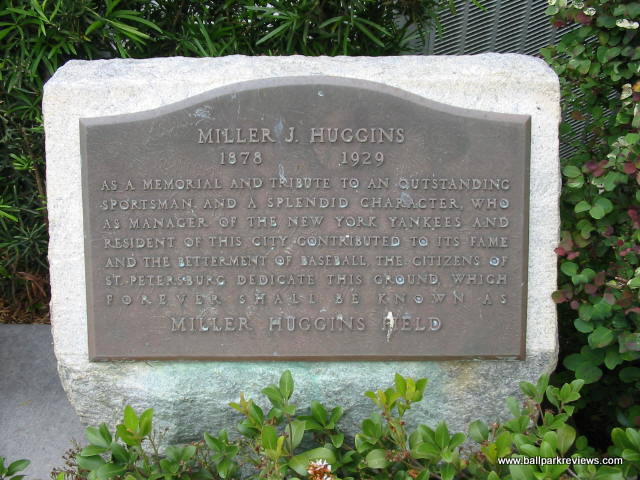 MILLER J. HUGGINS
1878 1929
AS A MEMORIAL AND TRIBUTE TO AN OUTSTANDING
SPORTSMAN AND A SPLENDID CHARACTER, WHO
AS MANAGER OF THE NEW YORK YANKEES AND
RESIDENT OF THIS CITY, CONTRIBUTED TO ITS FAME
AND THE BETTERMENT OF BASEBALL, THE CITIZENS OF
ST. PETERSBURG DEDICATE THIS GROUND, WHICH
FOREVER SHALL BE KNOWN AS
MILLER HUGGINS FIELD
www.ballparkreviews.com